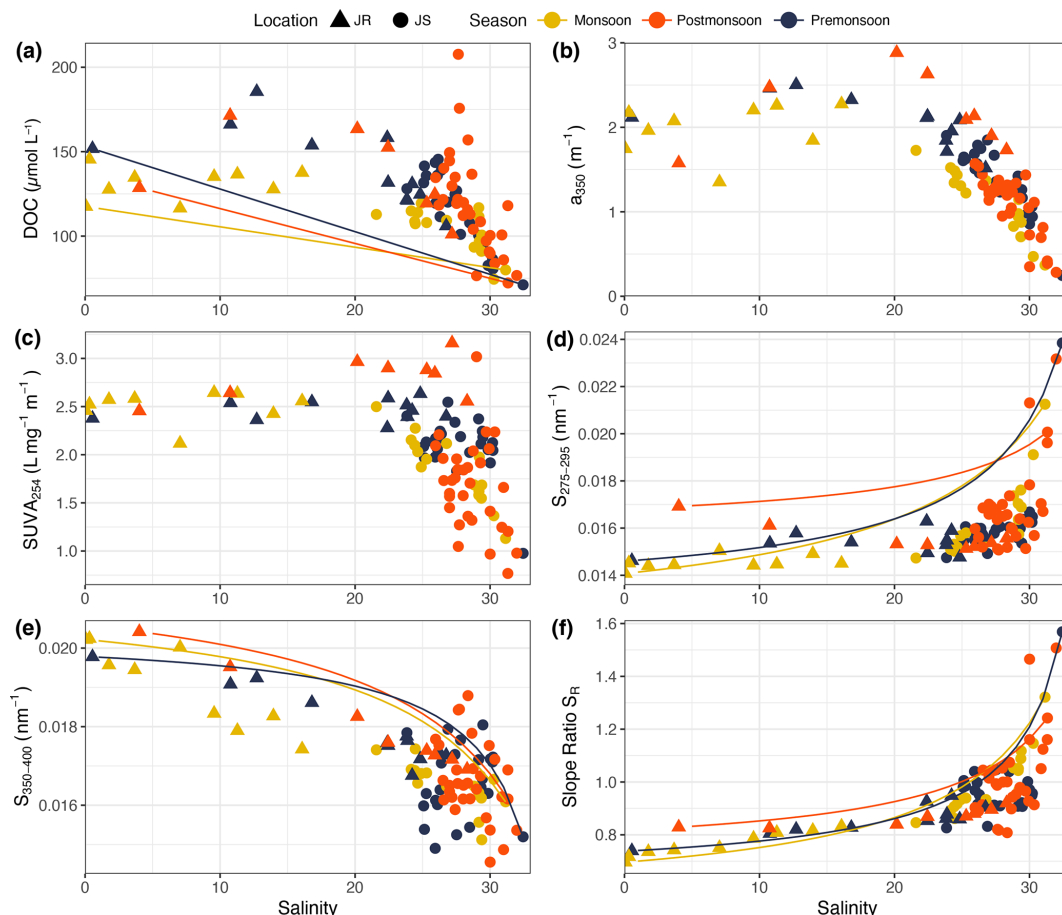 Location JR JS Season Monsoon Postmonsoon Premonsoon
(a)
200
150
100
DOC (µmol L⁻¹)
0 10 20 30
(b)
3
2
1
0
a₃₅₀ (m⁻¹)
0 10 20 30
(c)
3.0
2.5
2.0
1.5
1.0
SUVA₂₅₄ (L mg⁻¹ m⁻¹)
0 10 20 30
(d)
0.024
0.022
0.020
0.018
0.016
0.014
S₂₇₅₋₂₉₅ (nm⁻¹)
0 10 20 30
(e)
0.020
0.018
0.016
S₃₅₀₋₄₀₀ (nm⁻¹)
0 10 20 30
Salinity
(f)
1.6
1.4
1.2
1.0
0.8
Slope Ratio S_R
0 10 20 30
Salinity